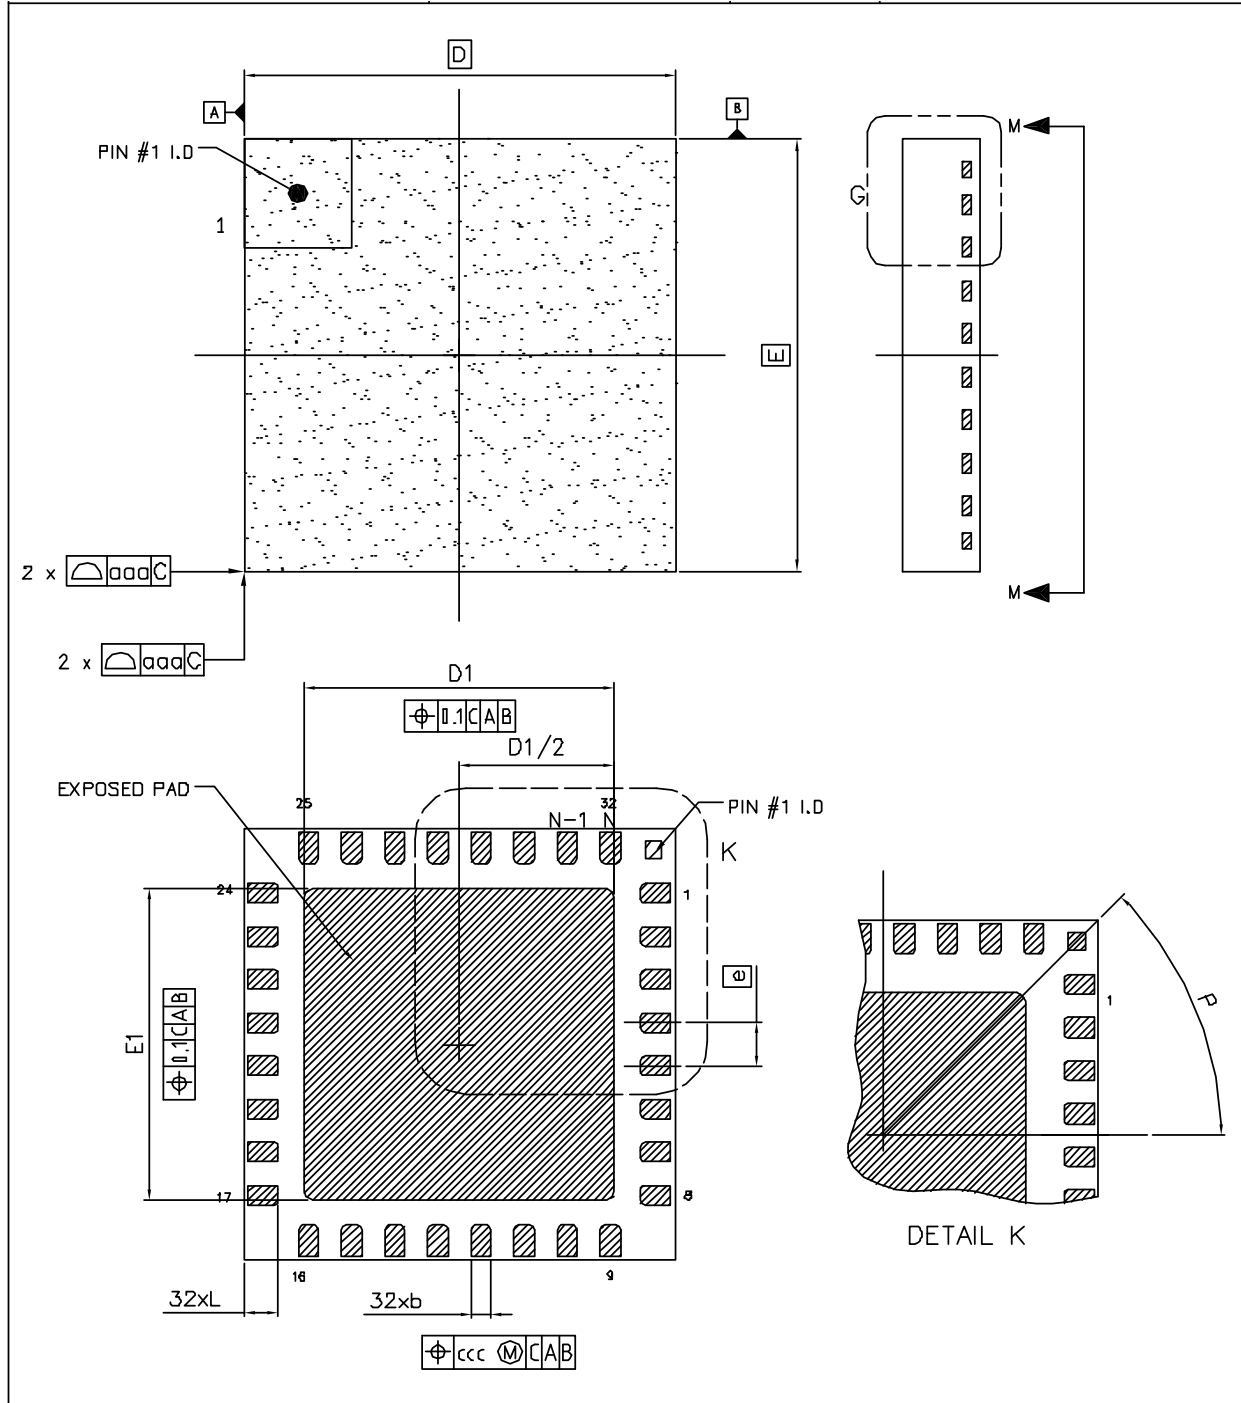 D
A
B
PIN #1 I.D
M
G
1
E
2 x aaa C
M
2 x aaa C
D1
0.1 C A B
D1/2
EXPOSED PAD
25
32
PIN #1 I.D
N-1 N
K
24
1
e
E1
0.1 C A B
P
1
17
8
DETAIL K
16
9
32xL
32xb
ccc M C A B